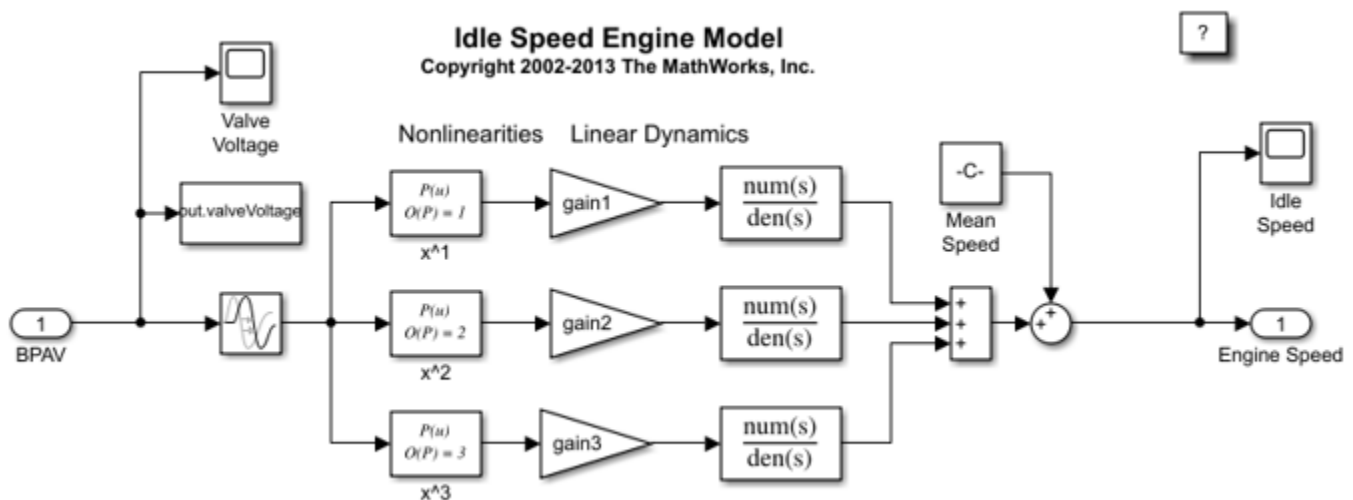 Idle Speed Engine Model
Copyright 2002-2013 The MathWorks, Inc.
?
Valve
Voltage
Nonlinearities Linear Dynamics
out.valveVoltage
P(u)
O(P) = 1
x^1
gain1
num(s)
den(s)
-C-
Mean
Speed
Idle
Speed
1
BPAV
P(u)
O(P) = 2
x^2
gain2
num(s)
den(s)
+
+
+
+
+
1
Engine Speed
P(u)
O(P) = 3
x^3
gain3
num(s)
den(s)